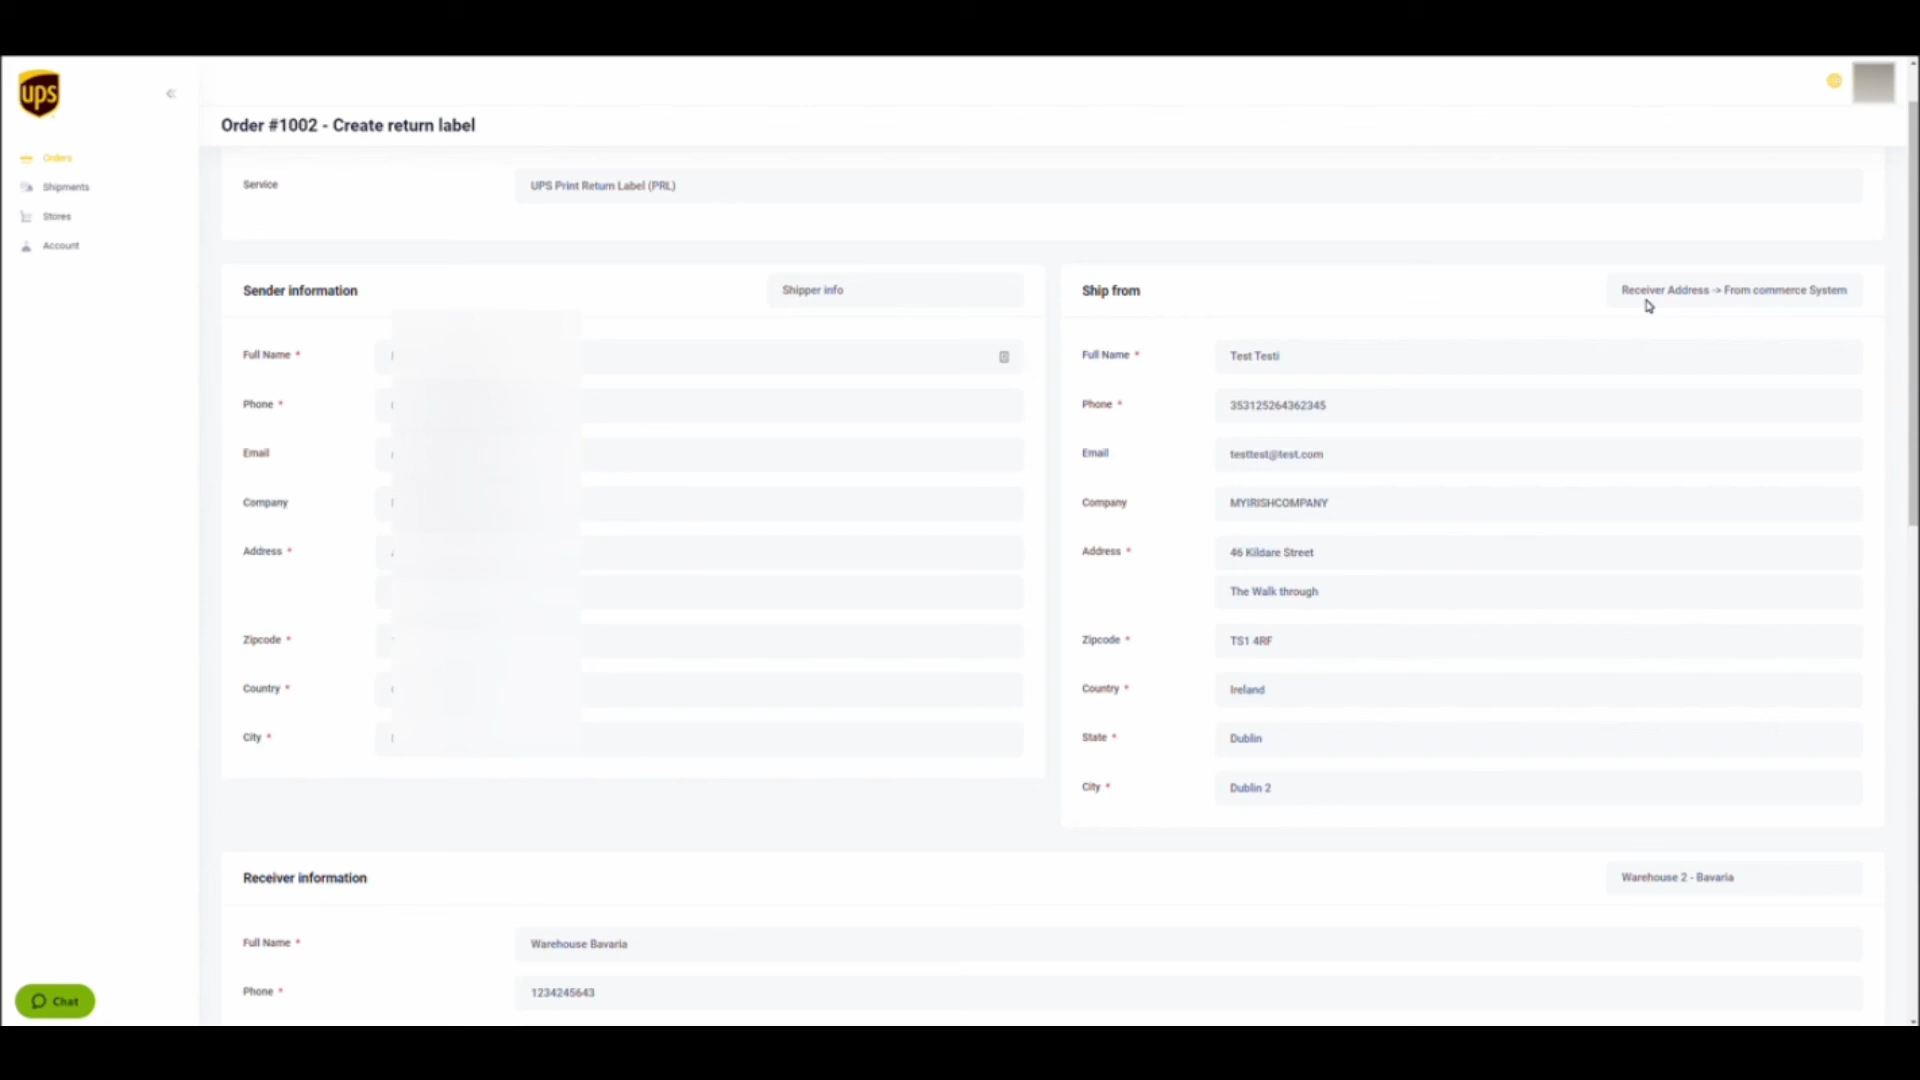 ups
Order #1002 - Create return label
Orders
Shipments
Stores
Account
Service
UPS Print Return Label (PRL)
Sender information
Shipper info
Full Name *
Phone *
Email
Company
Address *
Zipcode *
Country *
City *
Ship from
Receiver Address -> From commerce System
Full Name * Test Testi
Phone * 353125264362345
Email testtest@test.com
Company MYIRISHCOMPANY
Address * 46 Kildare Street
The Walk through
Zipcode * TS1 4RF
Country * Ireland
State * Dublin
City * Dublin 2
Receiver information
Warehouse 2 - Bavaria
Full Name * Warehouse Bavaria
Phone * 1234245643
Chat